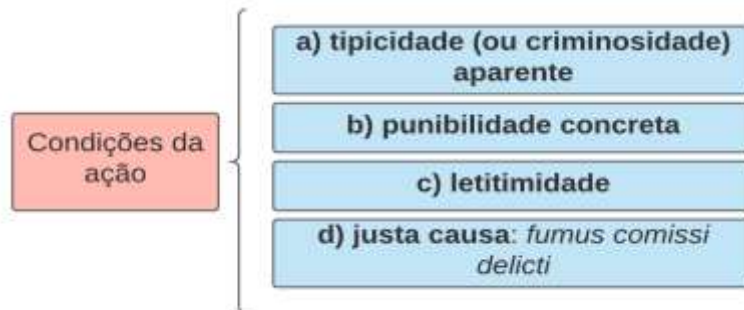 a) tipicidade (ou criminosidade)
aparente
b) punibilidade concreta
Condições da
ação
c) letitimidade
d) justa causa: fumus comissi
delicti